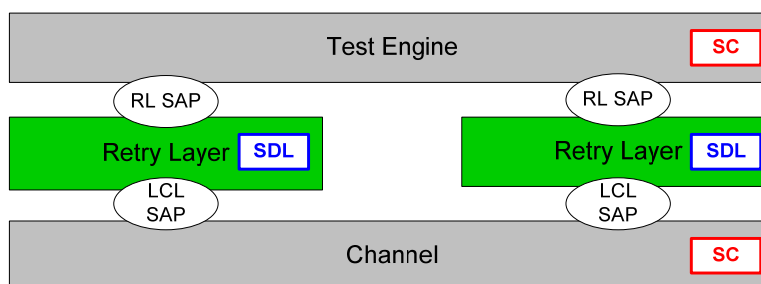 Test Engine
SC
RL SAP
RL SAP
Retry Layer
SDL
Retry Layer
SDL
LCL
SAP
LCL
SAP
Channel
SC